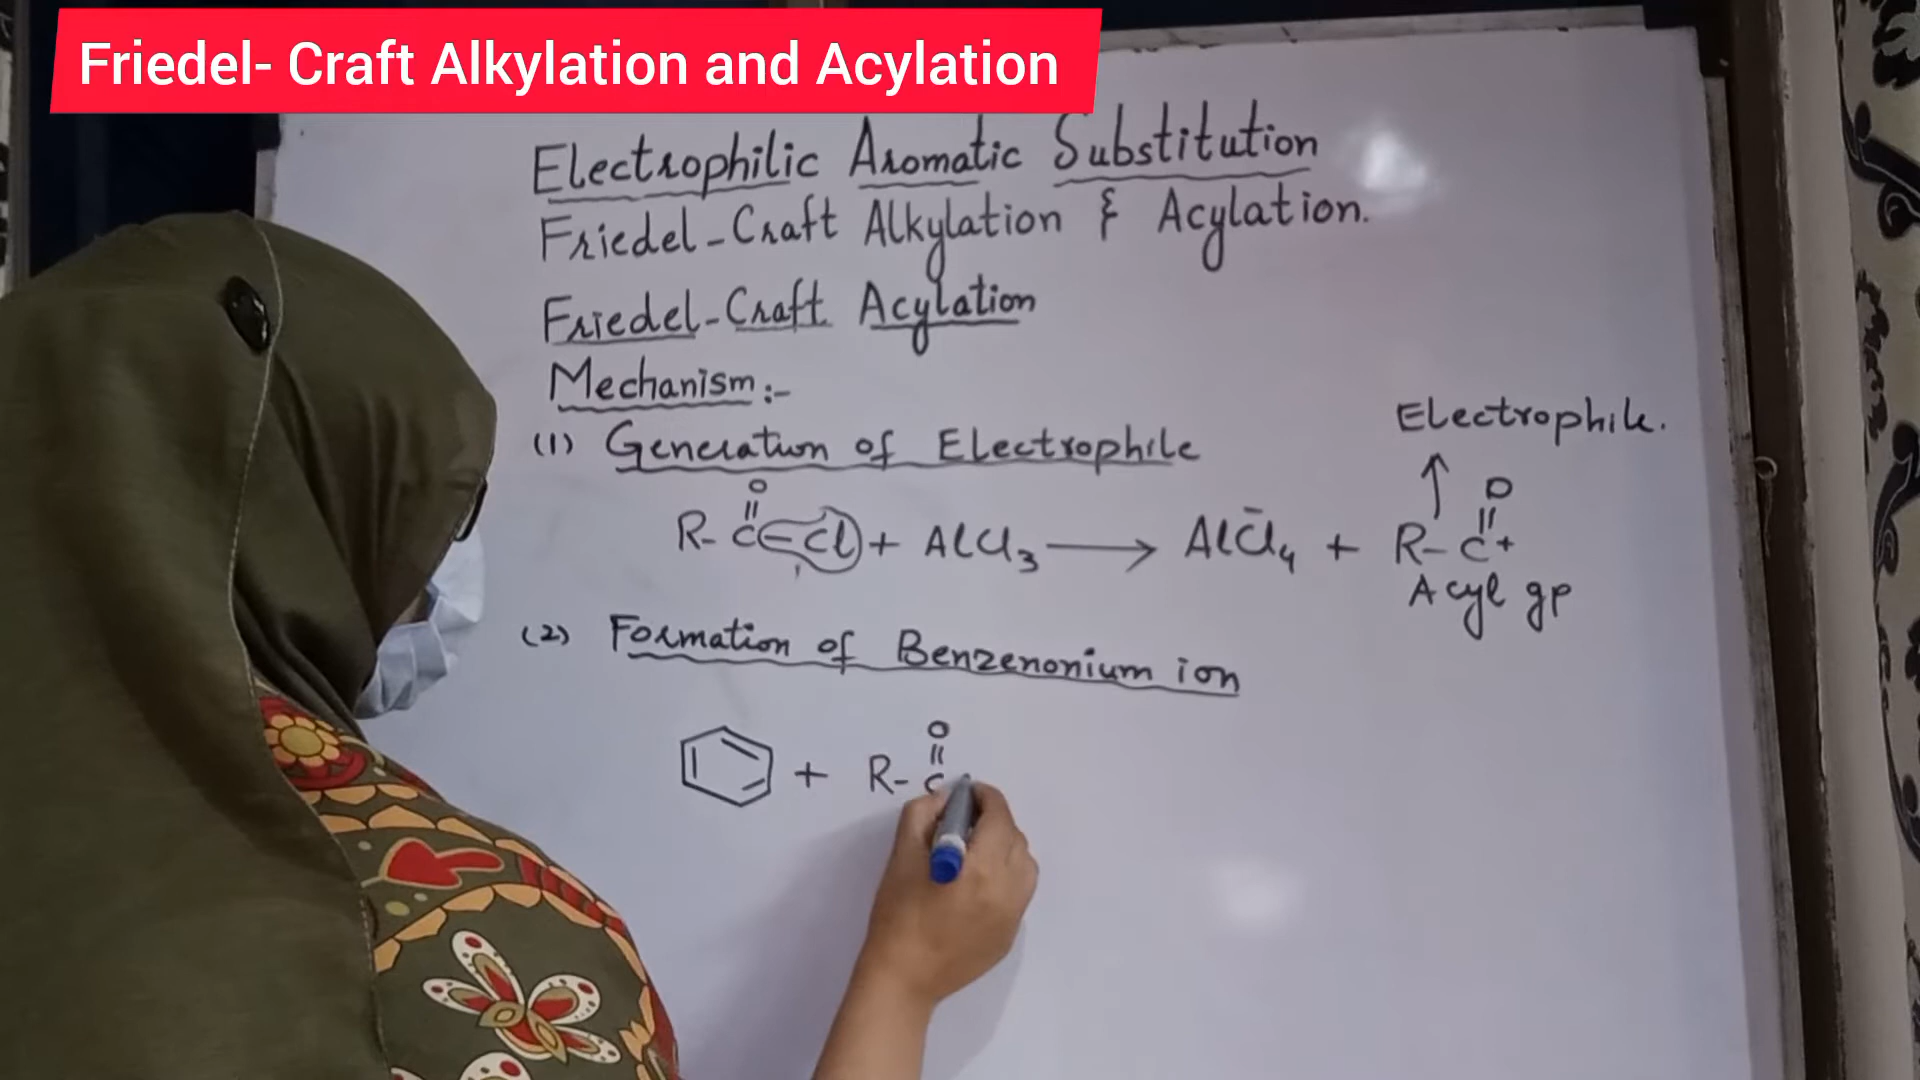 Friedel- Craft Alkylation and Acylation
Electrophilic Aromatic Substitution
Friedel-Craft Alkylation & Acylation.
Friedel-Craft Acylation
Mechanism:-
Electrophile.
(1) Generation of Electrophile
O O
R- C - Cl + AlCl3 → AlCl4⁻ + R- C+
Acyl gp
(2) Formation of Benzenonium ion
O
+ R- C